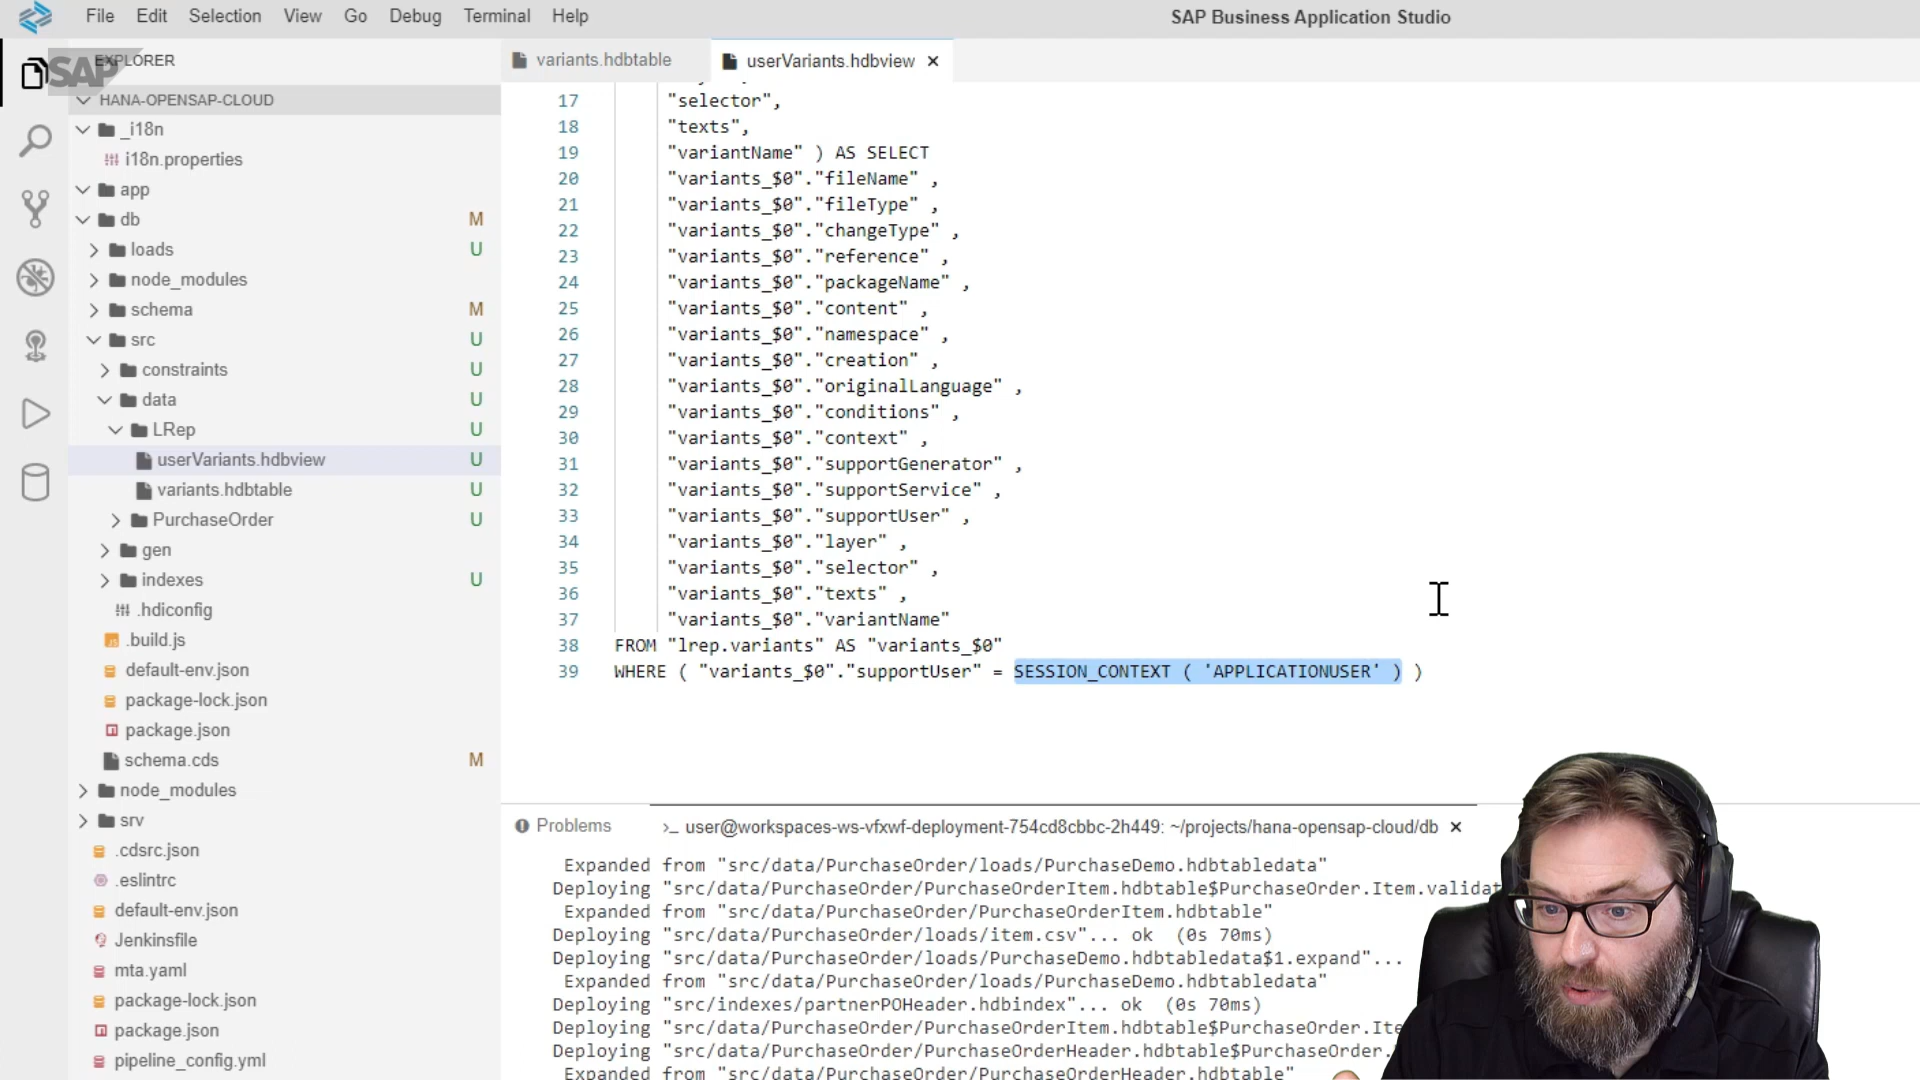 File Edit Selection View Go Debug Terminal Help
SAP Business Application Studio
SAP
EXPLORER
HANA-OPENSAP-CLOUD
_i18n
i18n.properties
app
db M
loads U
node_modules
schema M
src U
constraints U
data U
LRep U
userVariants.hdbview U
variants.hdbtable U
PurchaseOrder U
gen
indexes U
.hdiconfig
.build.js
default-env.json
package-lock.json
package.json
schema.cds M
node_modules
srv
.cdsrc.json
.eslintrc
default-env.json
Jenkinsfile
mta.yaml
package-lock.json
package.json
pipeline_config.yml
variants.hdbtable
userVariants.hdbview ×
17 "selector",
18 "texts",
19 "variantName" ) AS SELECT
20 "variants_$0"."fileName" ,
21 "variants_$0"."fileType" ,
22 "variants_$0"."changeType" ,
23 "variants_$0"."reference" ,
24 "variants_$0"."packageName" ,
25 "variants_$0"."content" ,
26 "variants_$0"."namespace" ,
27 "variants_$0"."creation" ,
28 "variants_$0"."originalLanguage" ,
29 "variants_$0"."conditions" ,
30 "variants_$0"."context" ,
31 "variants_$0"."supportGenerator" ,
32 "variants_$0"."supportService" ,
33 "variants_$0"."supportUser" ,
34 "variants_$0"."layer" ,
35 "variants_$0"."selector" ,
36 "variants_$0"."texts" ,
37 "variants_$0"."variantName"
38 FROM "lrep.variants" AS "variants_$0"
39 WHERE ( "variants_$0"."supportUser" = SESSION_CONTEXT ( 'APPLICATIONUSER' ) )
Problems
>_ user@workspaces-ws-vfxwf-deployment-754cd8cbbc-2h449: ~/projects/hana-opensap-cloud/db ×
Expanded from "src/data/PurchaseOrder/loads/PurchaseDemo.hdbtabledata"
Deploying "src/data/PurchaseOrder/PurchaseOrderItem.hdbtable$PurchaseOrder.Item.validat
Expanded from "src/data/PurchaseOrder/PurchaseOrderItem.hdbtable"
Deploying "src/data/PurchaseOrder/loads/item.csv"... ok (0s 70ms)
Deploying "src/data/PurchaseOrder/loads/PurchaseDemo.hdbtabledata$1.expand"...
Expanded from "src/data/PurchaseOrder/loads/PurchaseDemo.hdbtabledata"
Deploying "src/indexes/partnerPOHeader.hdbindex"... ok (0s 70ms)
Deploying "src/data/PurchaseOrder/PurchaseOrderItem.hdbtable$PurchaseOrder.Ite
Deploying "src/data/PurchaseOrder/PurchaseOrderHeader.hdbtable$PurchaseOrder.
Expanded from "src/data/PurchaseOrder/PurchaseOrderHeader.hdbtable"